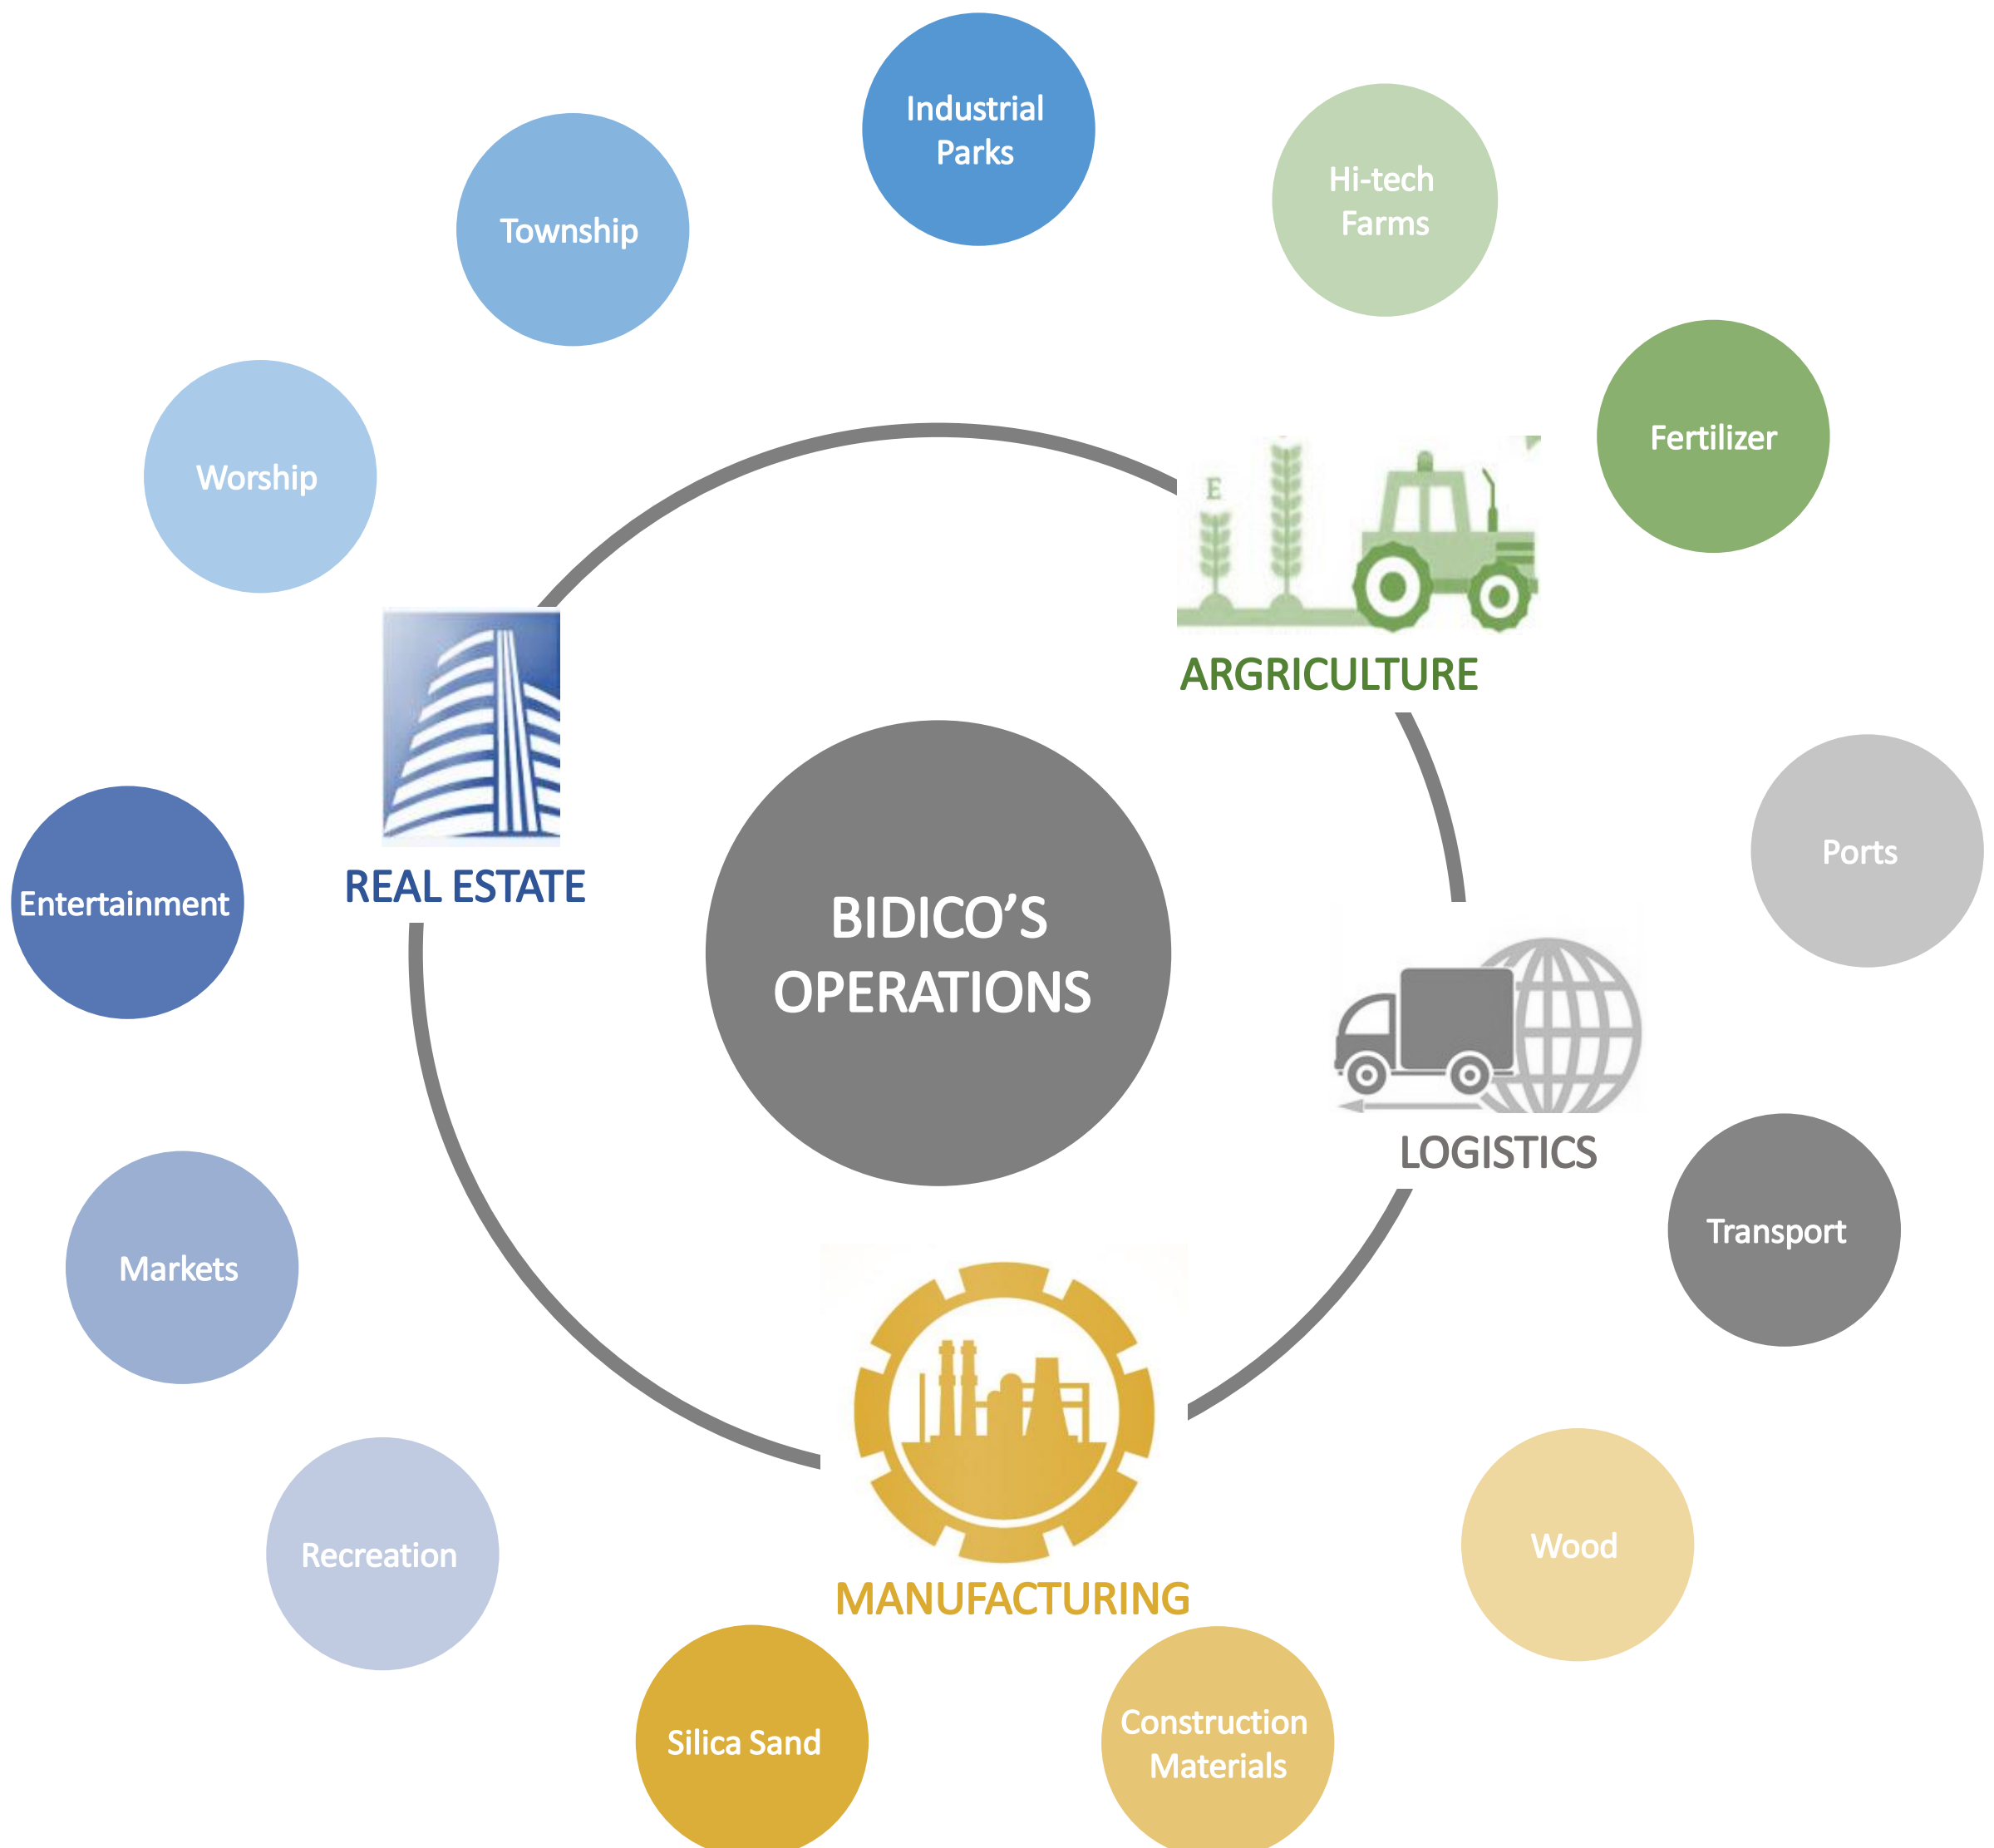 Industrial
Parks
Hi-tech
Farms
Township
Fertilizer
Worship
E
ARGRICULTURE
Ports
REAL ESTATE
Entertainment
BIDICO’S
OPERATIONS
LOGISTICS
Transport
Markets
Wood
Recreation
MANUFACTURING
Silica Sand
Construction
Materials